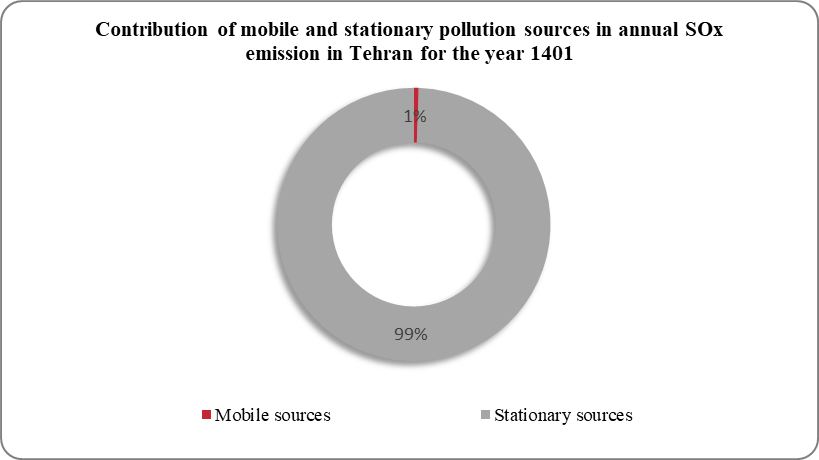 Contribution of mobile and stationary pollution sources in annual SOx
emission in Tehran for the year 1401
1%
99%
Mobile sources
Stationary sources